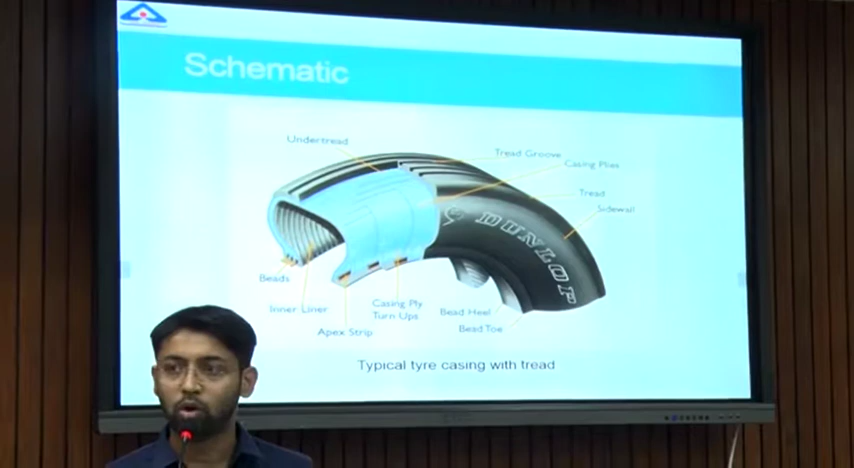 Schematic
Undertread
Tread Groove
Casing Plies
Tread
Sidewall
DUNLOP
Beads
Inner Liner
Casing Ply
Turn-Ups
Apex Strip
Bead Heel
Bead Toe
Typical tyre casing with tread